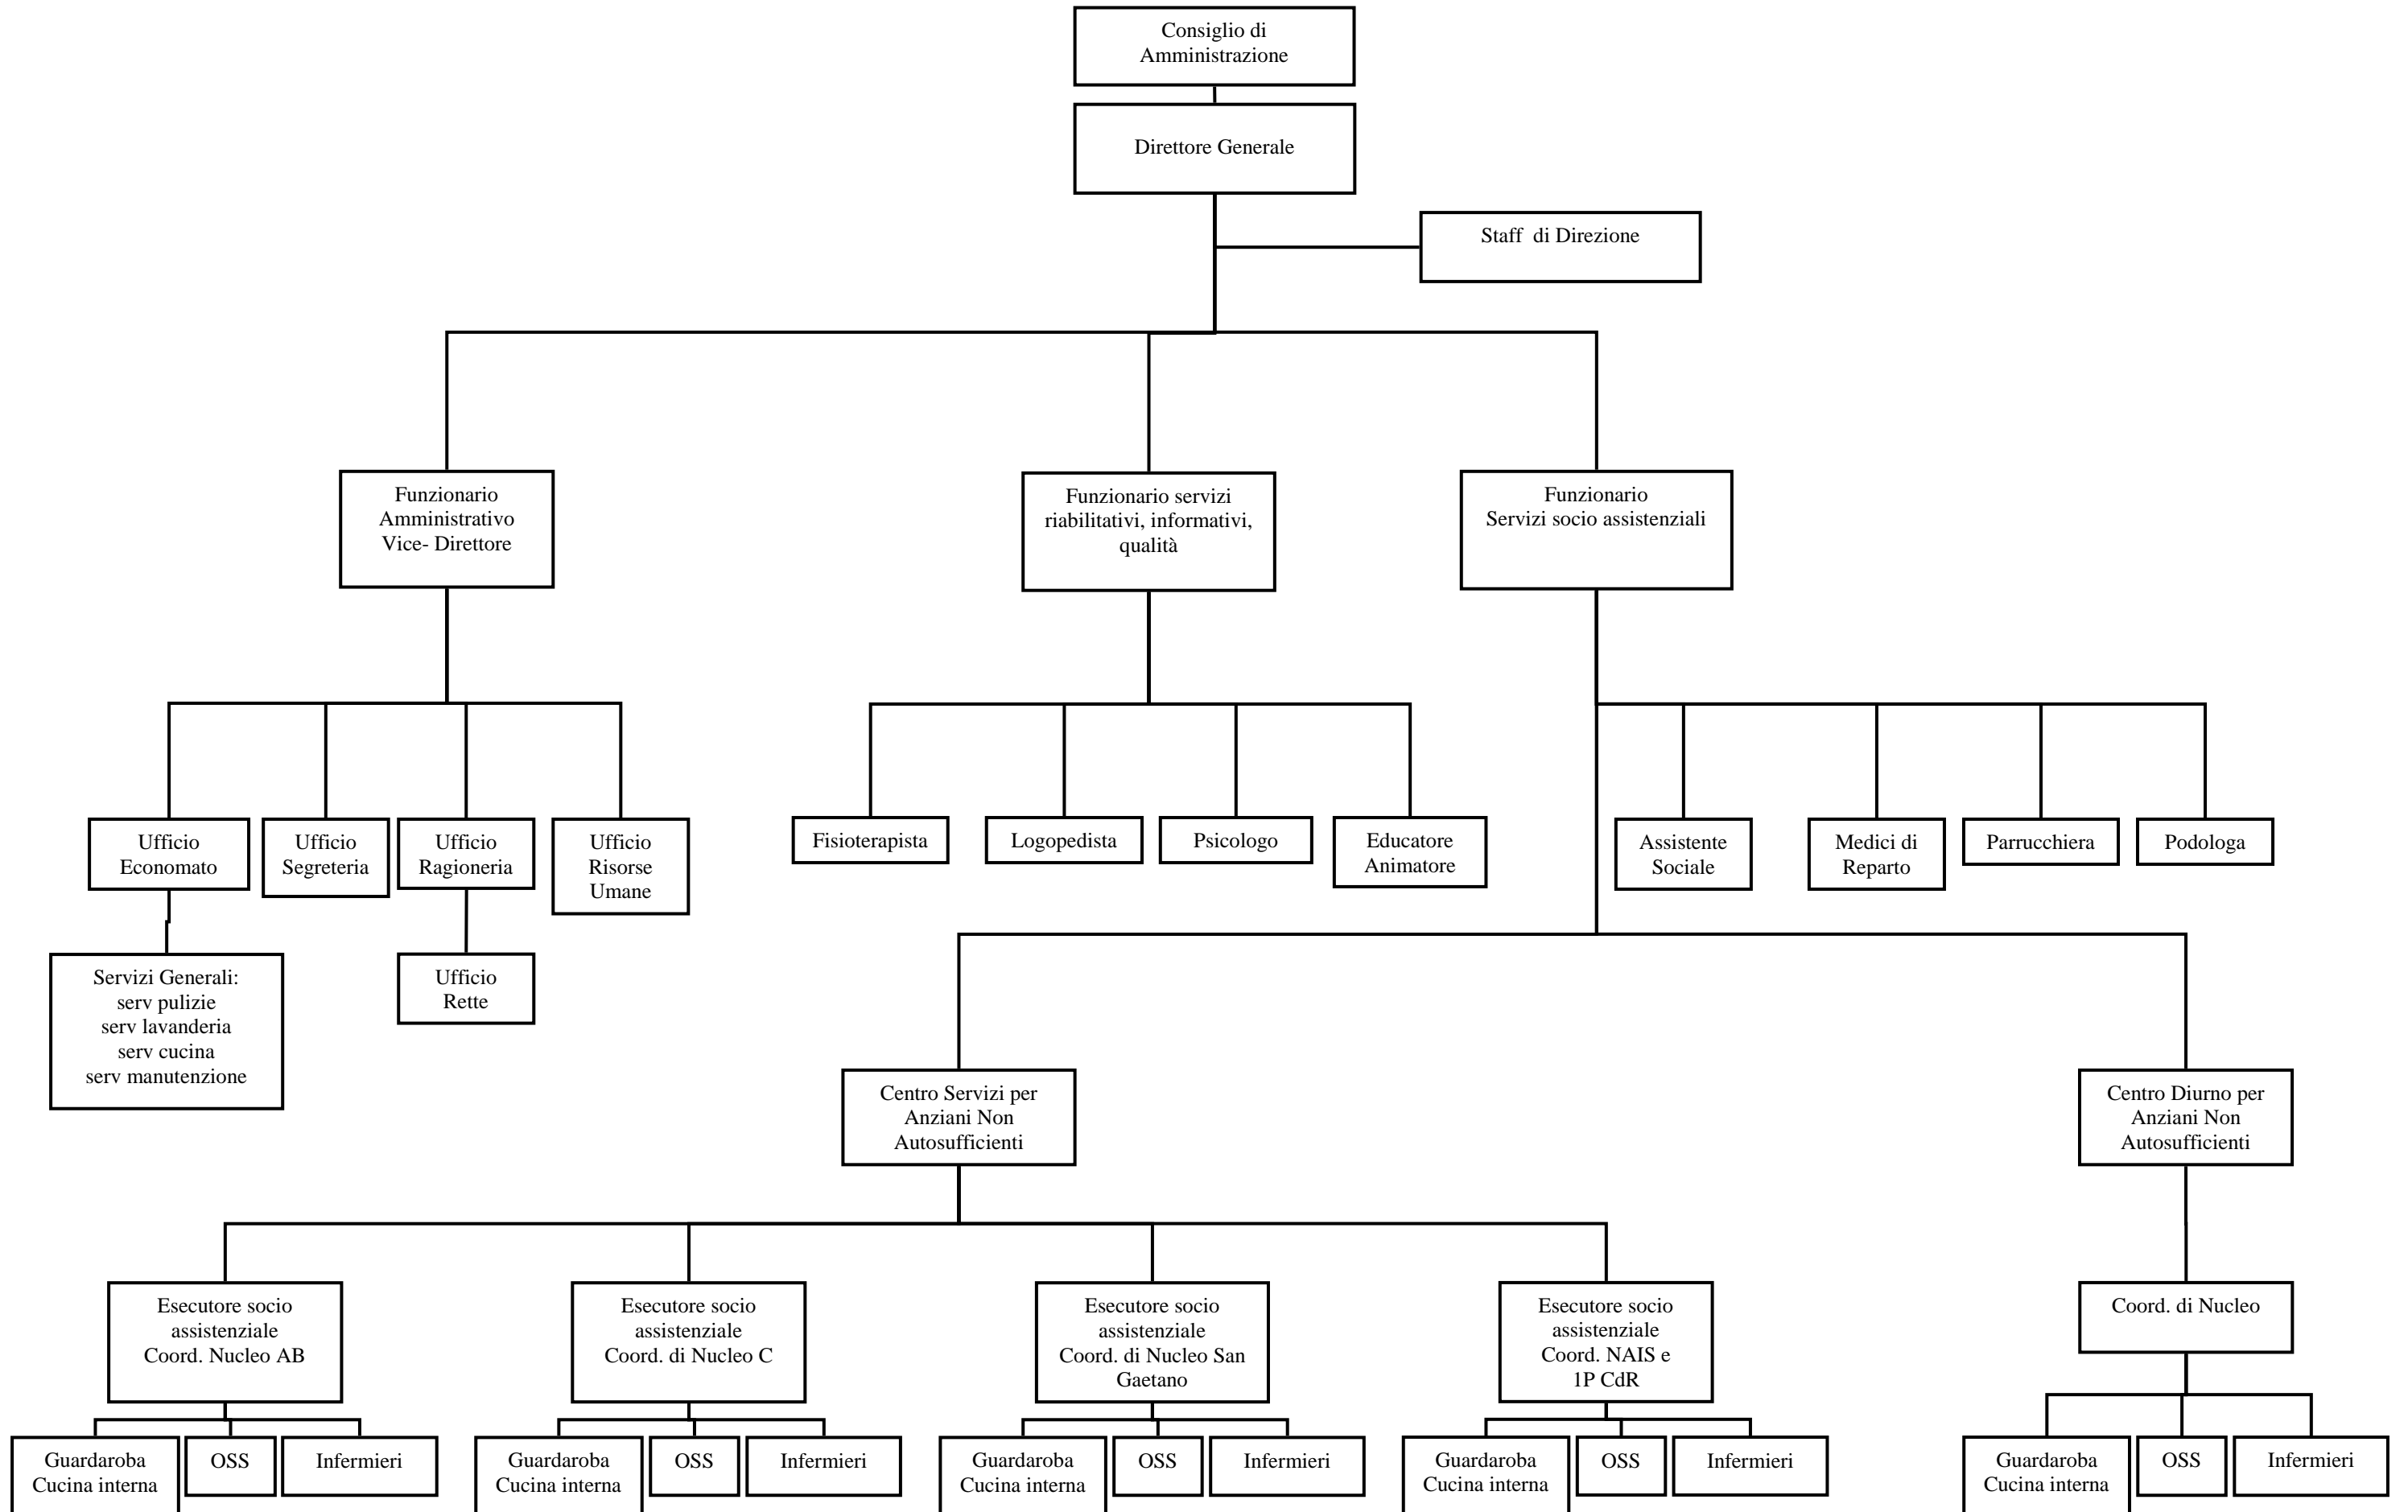 Consiglio di
Amministrazione
Direttore Generale
Staff di Direzione
Funzionario
Amministrativo
Vice- Direttore
Funzionario servizi
riabilitativi, informativi,
qualità
Funzionario
Servizi socio assistenziali
Ufficio
Economato
Ufficio
Segreteria
Ufficio
Ragioneria
Ufficio
Risorse
Umane
Fisioterapista
Logopedista
Psicologo
Educatore
Animatore
Assistente
Sociale
Medici di
Reparto
Parrucchiera
Podologa
Servizi Generali:
serv pulizie
serv lavanderia
serv cucina
serv manutenzione
Ufficio
Rette
Centro Servizi per
Anziani Non
Autosufficienti
Centro Diurno per
Anziani Non
Autosufficienti
Esecutore socio
assistenziale
Coord. Nucleo AB
Esecutore socio
assistenziale
Coord. di Nucleo C
Esecutore socio
assistenziale
Coord. di Nucleo San
Gaetano
Esecutore socio
assistenziale
Coord. NAIS e
1P CdR
Coord. di Nucleo
Guardaroba
Cucina interna
OSS
Infermieri
Guardaroba
Cucina interna
OSS
Infermieri
Guardaroba
Cucina interna
OSS
Infermieri
Guardaroba
Cucina interna
OSS
Infermieri
Guardaroba
Cucina interna
OSS
Infermieri